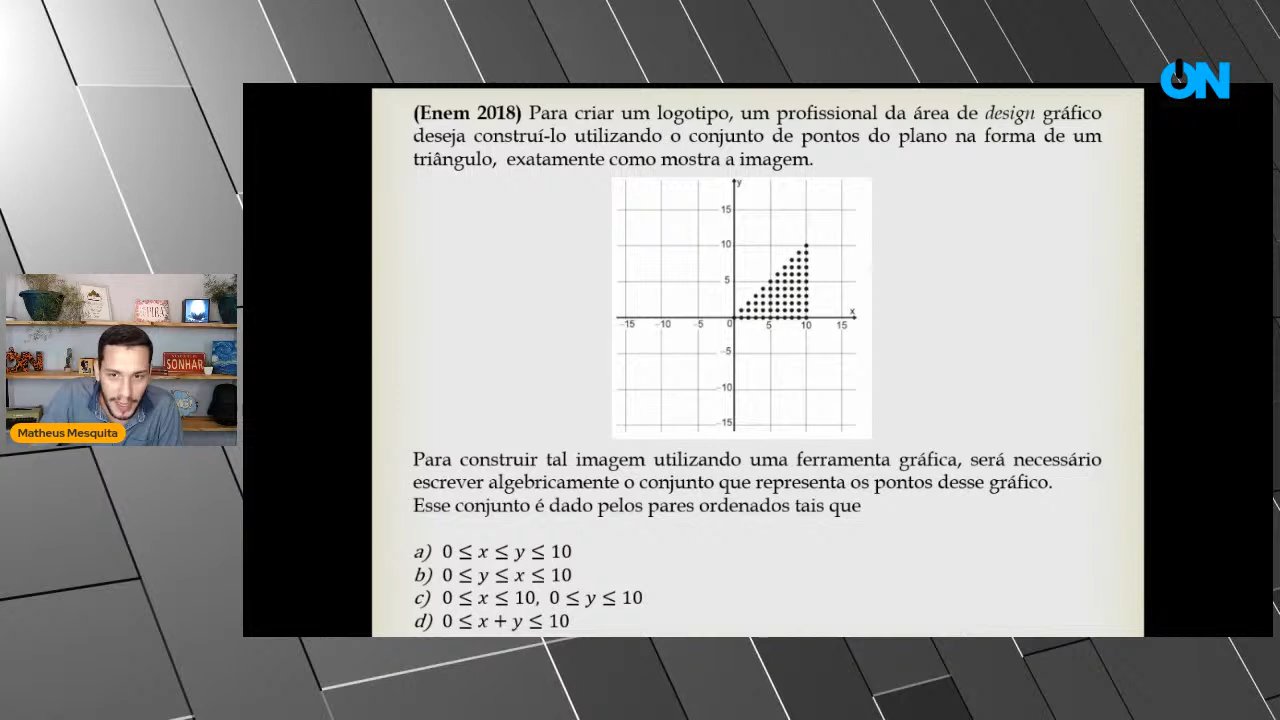 ON
(Enem 2018) Para criar um logotipo, um profissional da área de design gráfico
deseja construí-lo utilizando o conjunto de pontos do plano na forma de um
triângulo, exatamente como mostra a imagem.
y
15
10
5
x
-15 -10 -5 0 5 10 15
-5
-10
-15
SONHAR
Matheus Mesquita
Para construir tal imagem utilizando uma ferramenta gráfica, será necessário
escrever algebricamente o conjunto que representa os pontos desse gráfico.
Esse conjunto é dado pelos pares ordenados tais que
a) 0 ≤ x ≤ y ≤ 10
b) 0 ≤ y ≤ x ≤ 10
c) 0 ≤ x ≤ 10, 0 ≤ y ≤ 10
d) 0 ≤ x + y ≤ 10